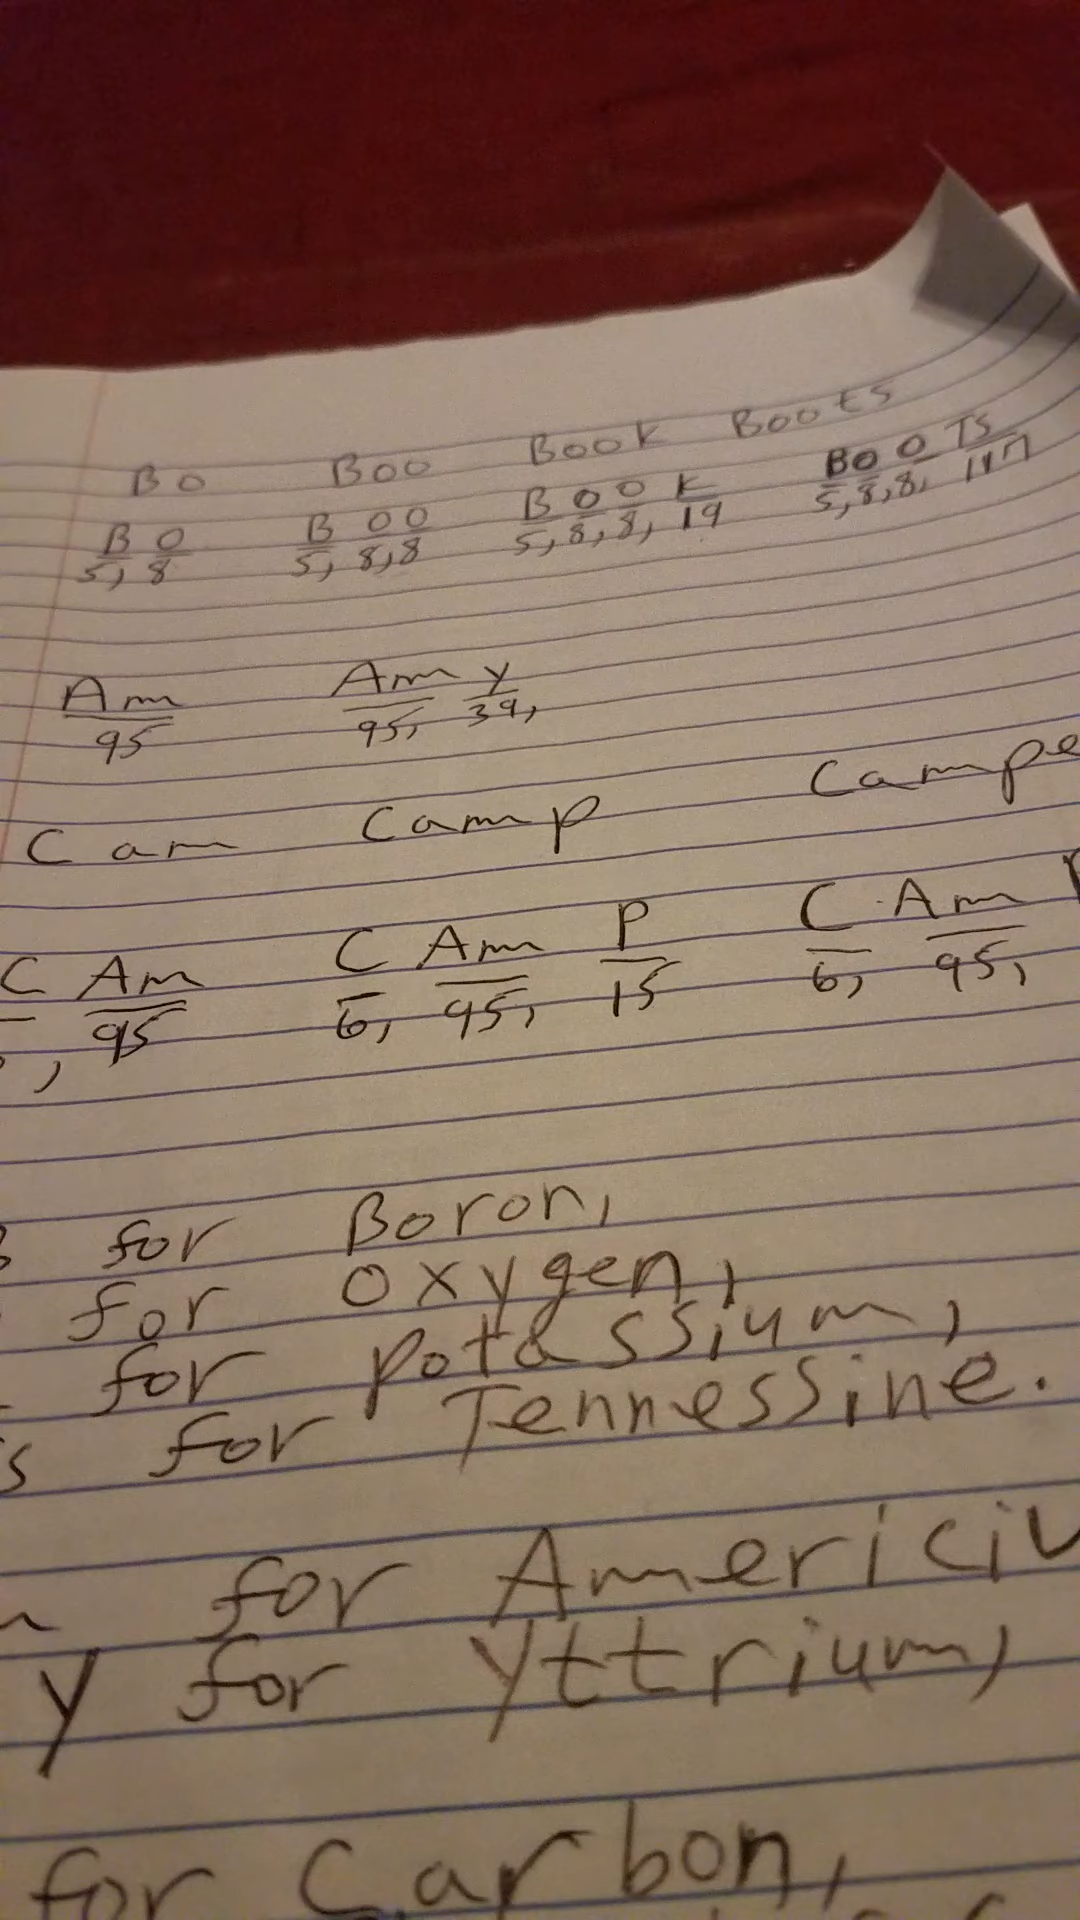 Bo Boo Book Boots
B O B O O B O O K B O O Ts
5, 8 5, 8,8 5,8,8, 19 5,8,8, 117
Am Am Y
95 95, 39,
Cam Camp Campe
C Am C Am P C Am
, 95 6, 95, 15 6, 95,
for Boron,
for Oxygen,
for Potassium,
s for Tennessine.
for Americiu
Y for Yttrium,
for Carbon,